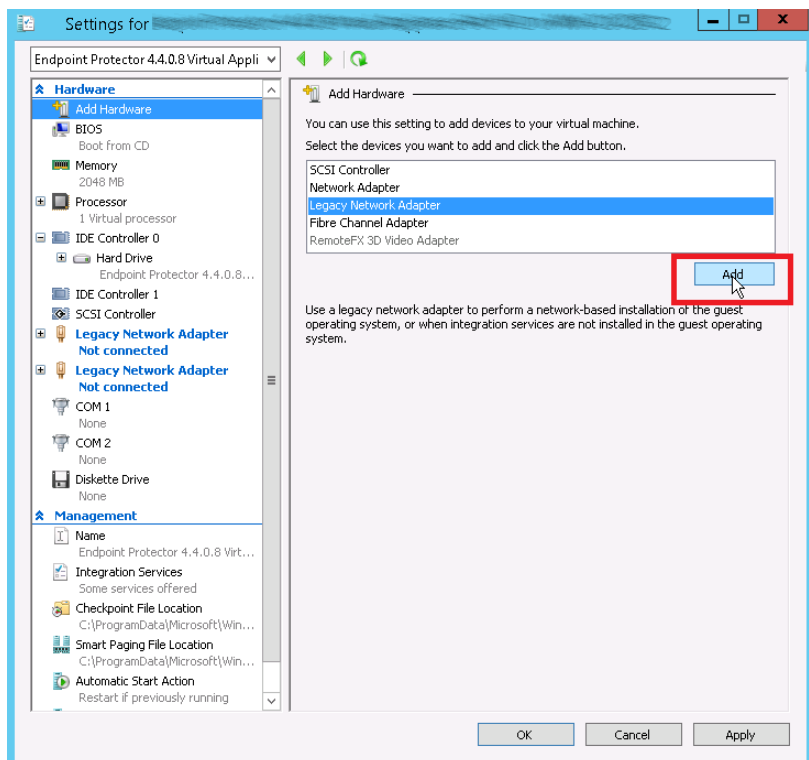 Settings for
X
Endpoint Protector 4.4.0.8 Virtual Appli
Hardware
Add Hardware
BIOS
Boot from CD
Memory
2048 MB
Processor
1 Virtual processor
IDE Controller 0
Hard Drive
Endpoint Protector 4.4.0.8...
IDE Controller 1
SCSI Controller
Legacy Network Adapter
Not connected
Legacy Network Adapter
Not connected
COM 1
None
COM 2
None
Diskette Drive
None
Management
Name
Endpoint Protector 4.4.0.8 Virt...
Integration Services
Some services offered
Checkpoint File Location
C:\ProgramData\Microsoft\Win...
Smart Paging File Location
C:\ProgramData\Microsoft\Win...
Automatic Start Action
Restart if previously running
Add Hardware
You can use this setting to add devices to your virtual machine.
Select the devices you want to add and click the Add button.
SCSI Controller
Network Adapter
Legacy Network Adapter
Fibre Channel Adapter
RemoteFX 3D Video Adapter
Add
Use a legacy network adapter to perform a network-based installation of the guest
operating system, or when integration services are not installed in the guest operating
system.
OK
Cancel
Apply